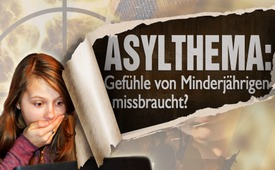 ASYLTHEMA:
Gefühle von Minderjährigen
missbraucht?